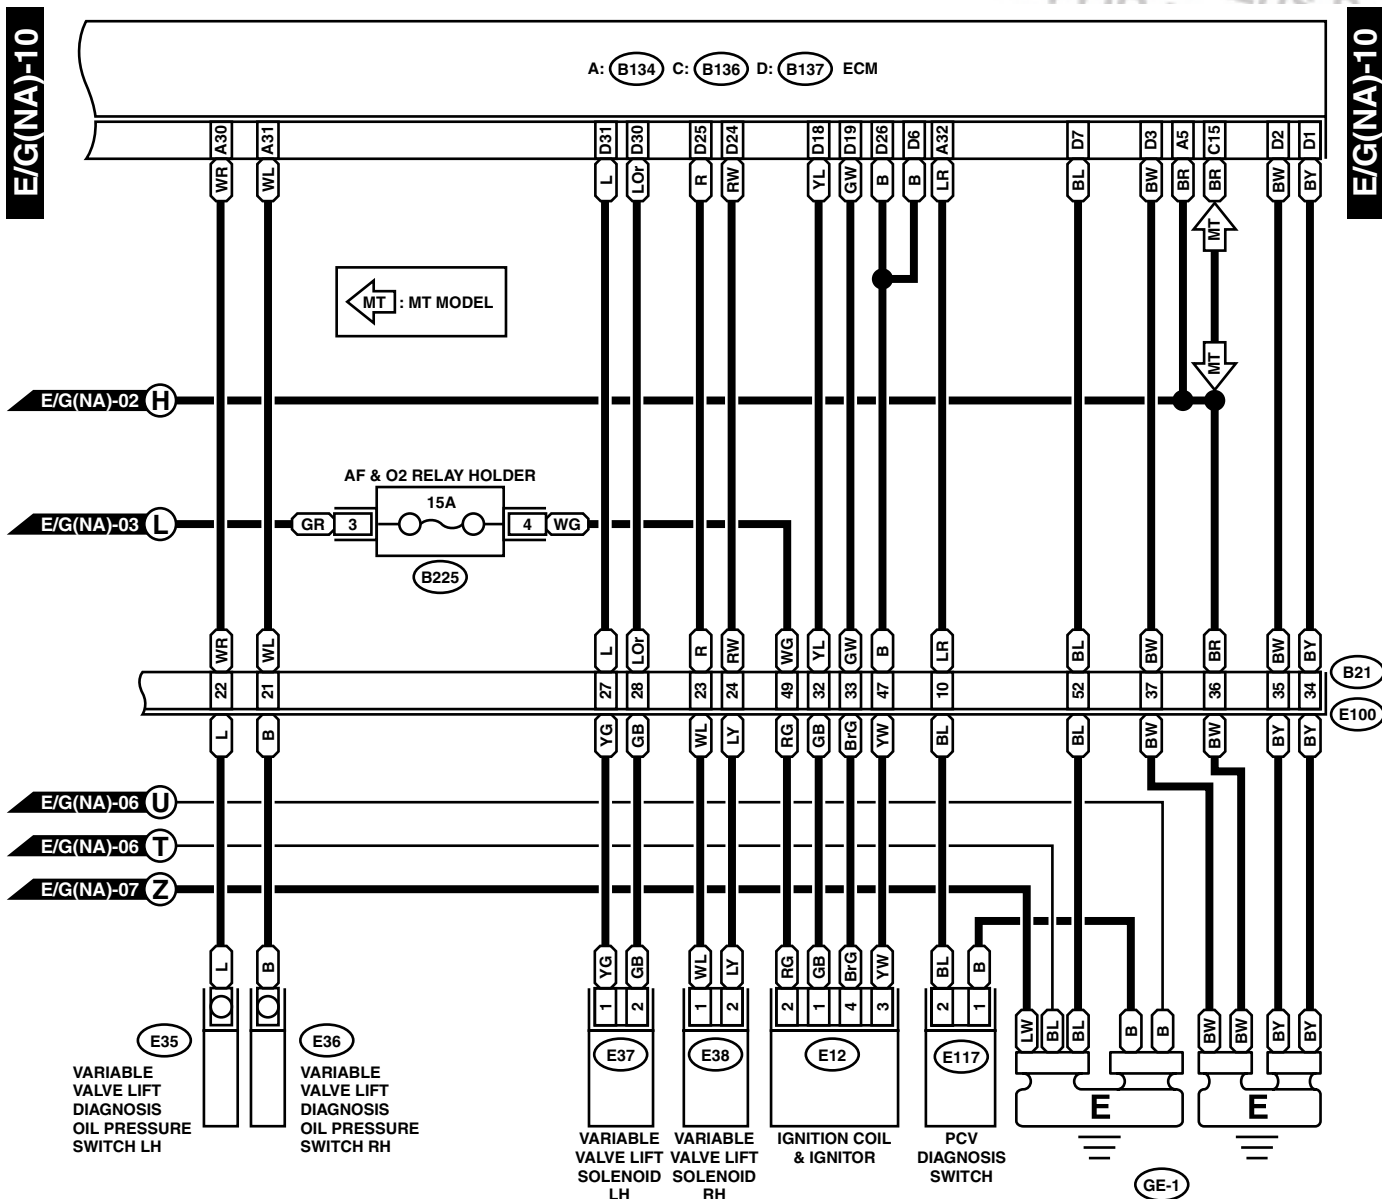 E/G(NA)-10
E/G(NA)-10
A: B134 C: B136 D: B137 ECM
A30 A31 D31 D30 D25 D24 D18 D19 D26 D6 A32 D7 D3 A5 C15 D2 D1
WR WL L LOr R RW YL GW B B LR BL BW BR BR BW BY
MT
MT : MT MODEL
MT
E/G(NA)-02 H
AF & O2 RELAY HOLDER
15A
E/G(NA)-03 L GR 3 4 WG
B225
WR WL L LOr R RW WG YL GW B LR BL BW BR BW BY
22 21 27 28 23 24 49 32 33 47 10 52 37 36 35 34
B21
E100
L B YG GB WL LY RG GB BrG YW BL BL BW BW BY BY
E/G(NA)-06 U
E/G(NA)-06 T
E/G(NA)-07 Z
L B YG GB WL LY RG GB BrG YW BL B
1 2 1 2 2 1 4 3 2 1
LW BL BL B B BW BW BY BY
E35 E36 E37 E38 E12 E117
VARIABLE
VALVE LIFT
DIAGNOSIS
OIL PRESSURE
SWITCH LH
VARIABLE
VALVE LIFT
DIAGNOSIS
OIL PRESSURE
SWITCH RH
VARIABLE
VALVE LIFT
SOLENOID
LH
VARIABLE
VALVE LIFT
SOLENOID
RH
IGNITION COIL
& IGNITOR
PCV
DIAGNOSIS
SWITCH
E E
GE-1